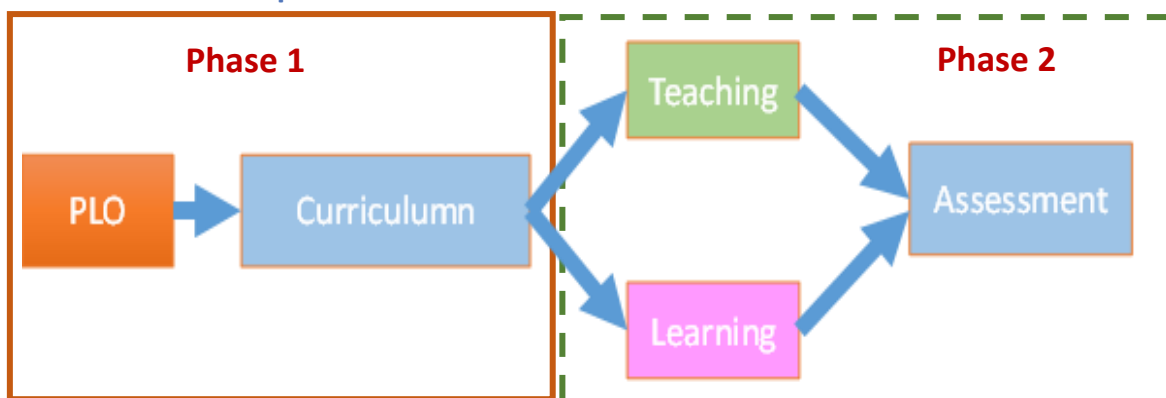 Phase 1
Phase 2
PLO
Curriculumn
Teaching
Learning
Assessment